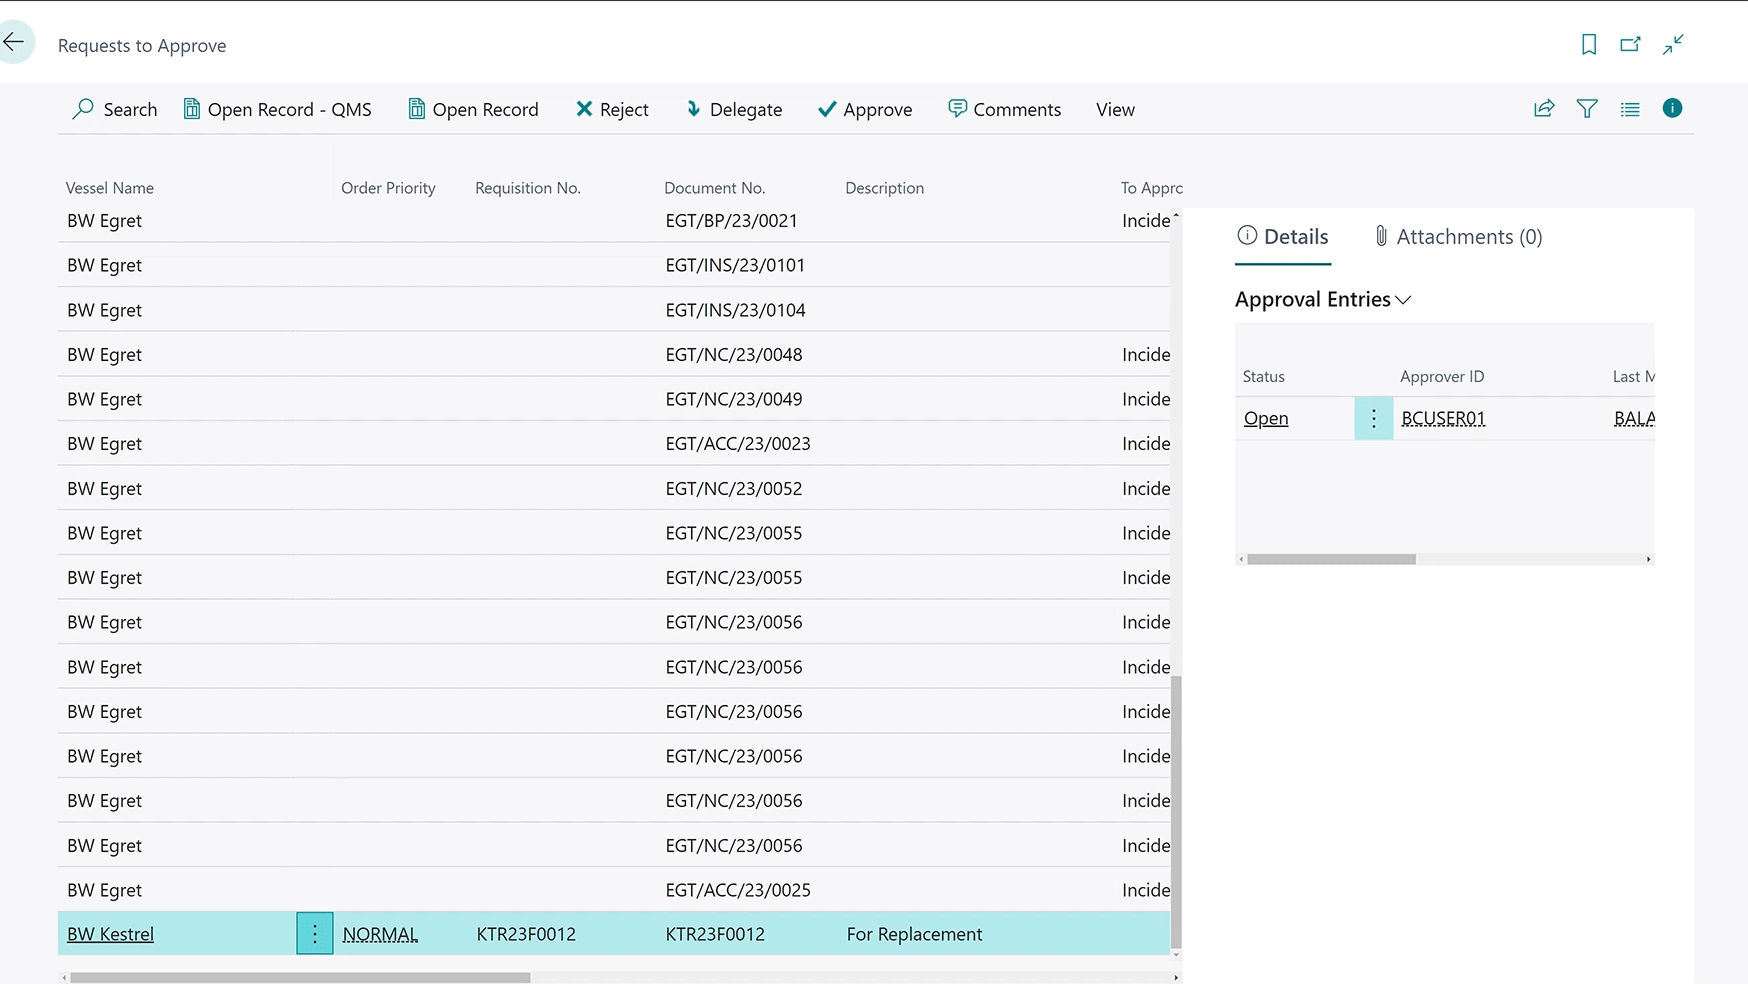 Requests to Approve
Search Open Record - QMS Open Record Reject Delegate Approve Comments View
Vessel Name Order Priority Requisition No. Document No. Description To Appro
BW Egret EGT/BP/23/0021 Incide
BW Egret EGT/INS/23/0101
BW Egret EGT/INS/23/0104
BW Egret EGT/NC/23/0048 Incide
BW Egret EGT/NC/23/0049 Incide
BW Egret EGT/ACC/23/0023 Incide
BW Egret EGT/NC/23/0052 Incide
BW Egret EGT/NC/23/0055 Incide
BW Egret EGT/NC/23/0055 Incide
BW Egret EGT/NC/23/0056 Incide
BW Egret EGT/NC/23/0056 Incide
BW Egret EGT/NC/23/0056 Incide
BW Egret EGT/NC/23/0056 Incide
BW Egret EGT/NC/23/0056 Incide
BW Egret EGT/NC/23/0056 Incide
BW Egret EGT/ACC/23/0025 Incide
BW Kestrel NORMAL KTR23F0012 KTR23F0012 For Replacement
Details Attachments (0)
Approval Entries
Status Approver ID Last M
Open BCUSER01 BALA